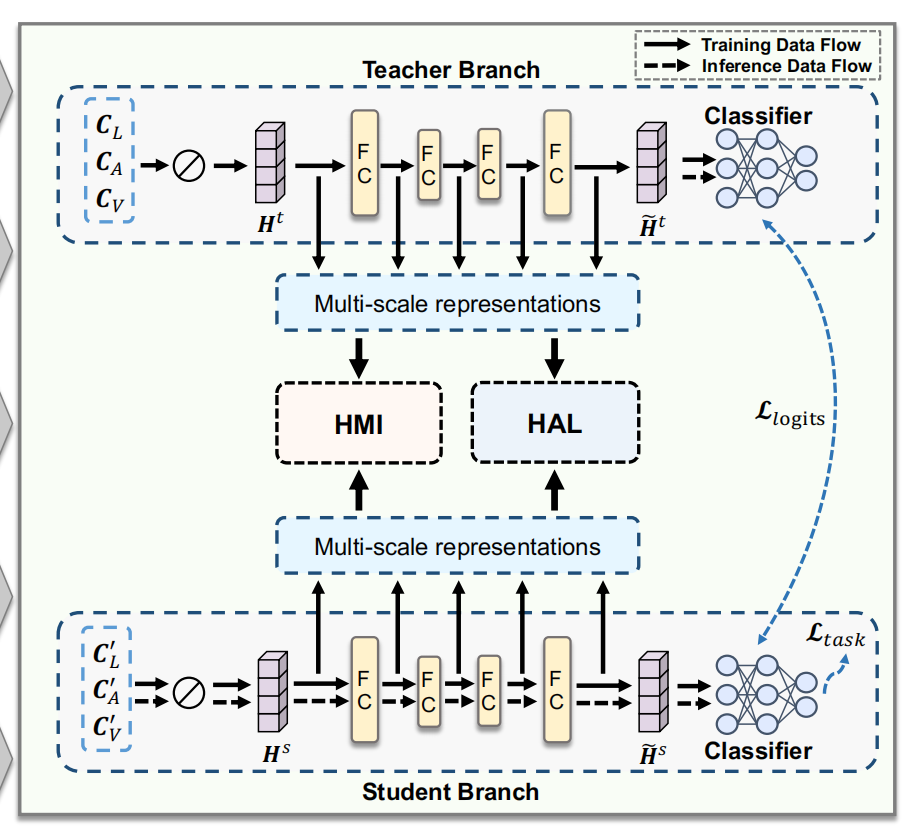 Training Data Flow
Inference Data Flow
Teacher Branch
C_L
C_A
C_V
H^t
F C
F C
F C
F C
H̃^t
Classifier
Multi-scale representations
HMI
HAL
ℒ_logits
Multi-scale representations
C′_L
C′_A
C′_V
H^s
F C
F C
F C
F C
H̃^s
Classifier
ℒ_task
Student Branch